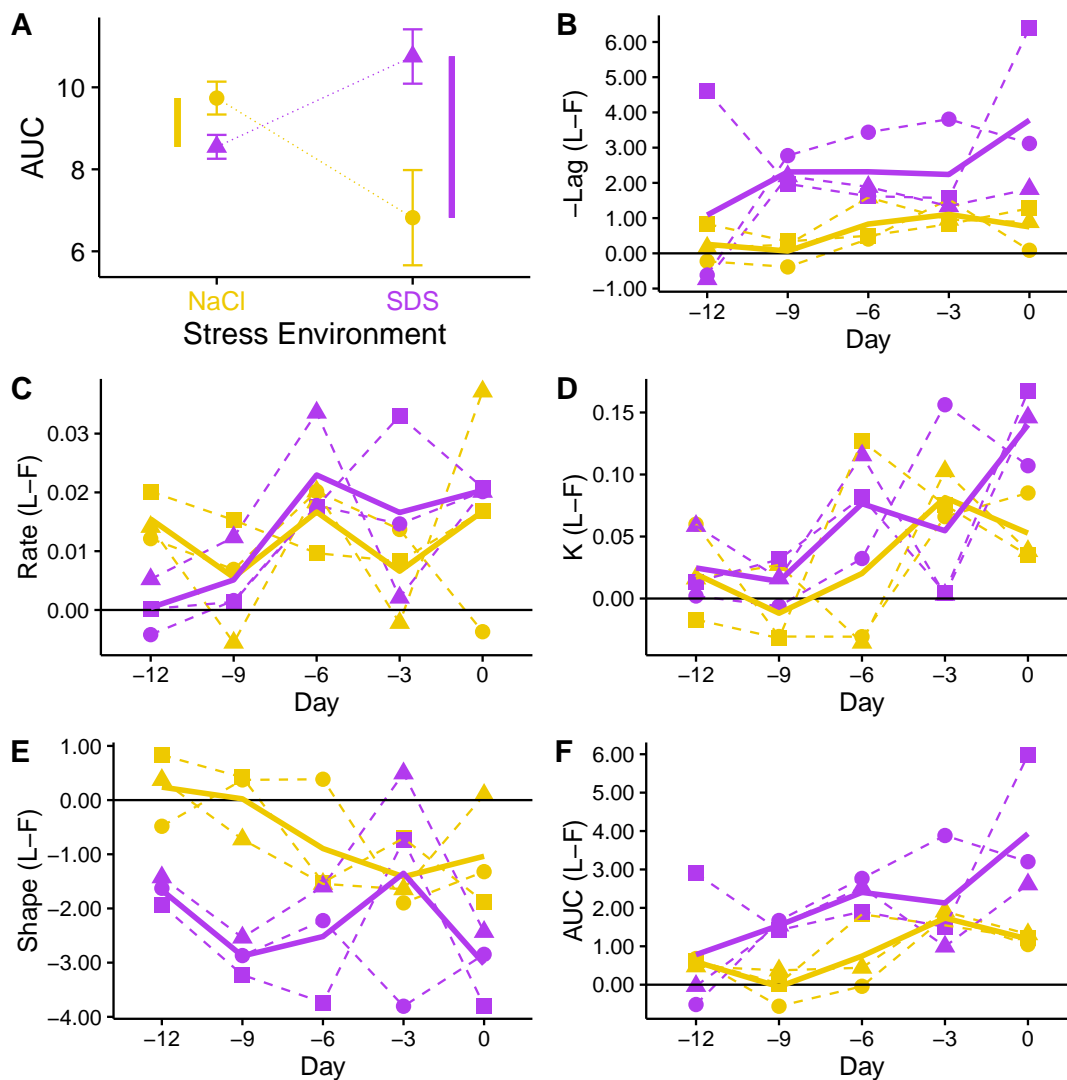 A
AUC
10
8
6
NaCl
SDS
Stress Environment
B
−Lag (L−F)
6.00
5.00
4.00
3.00
2.00
1.00
0.00
−1.00
−12
−9
−6
−3
0
Day
C
Rate (L−F)
0.03
0.02
0.01
0.00
−12
−9
−6
−3
0
Day
D
K (L−F)
0.15
0.10
0.05
0.00
−12
−9
−6
−3
0
Day
E
Shape (L−F)
1.00
0.00
−1.00
−2.00
−3.00
−4.00
−12
−9
−6
−3
0
Day
F
AUC (L−F)
6.00
5.00
4.00
3.00
2.00
1.00
0.00
−12
−9
−6
−3
0
Day